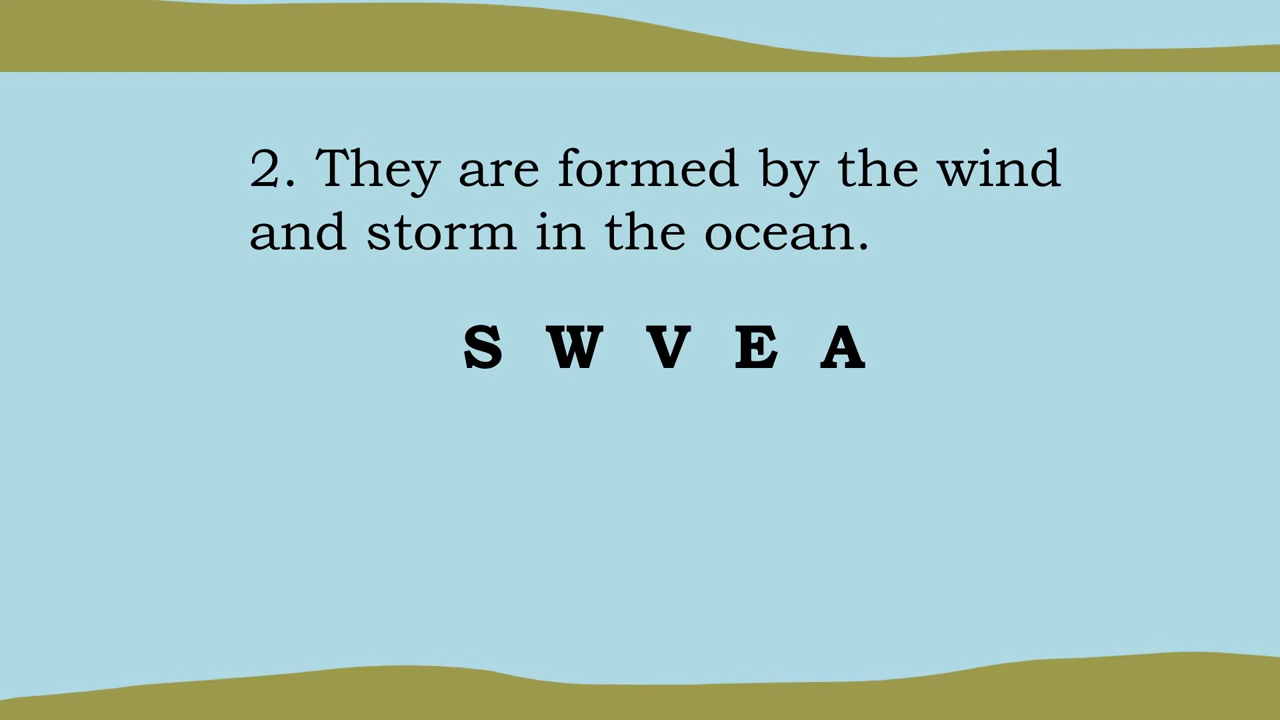 2. They are formed by the wind
and storm in the ocean.
S W V E A